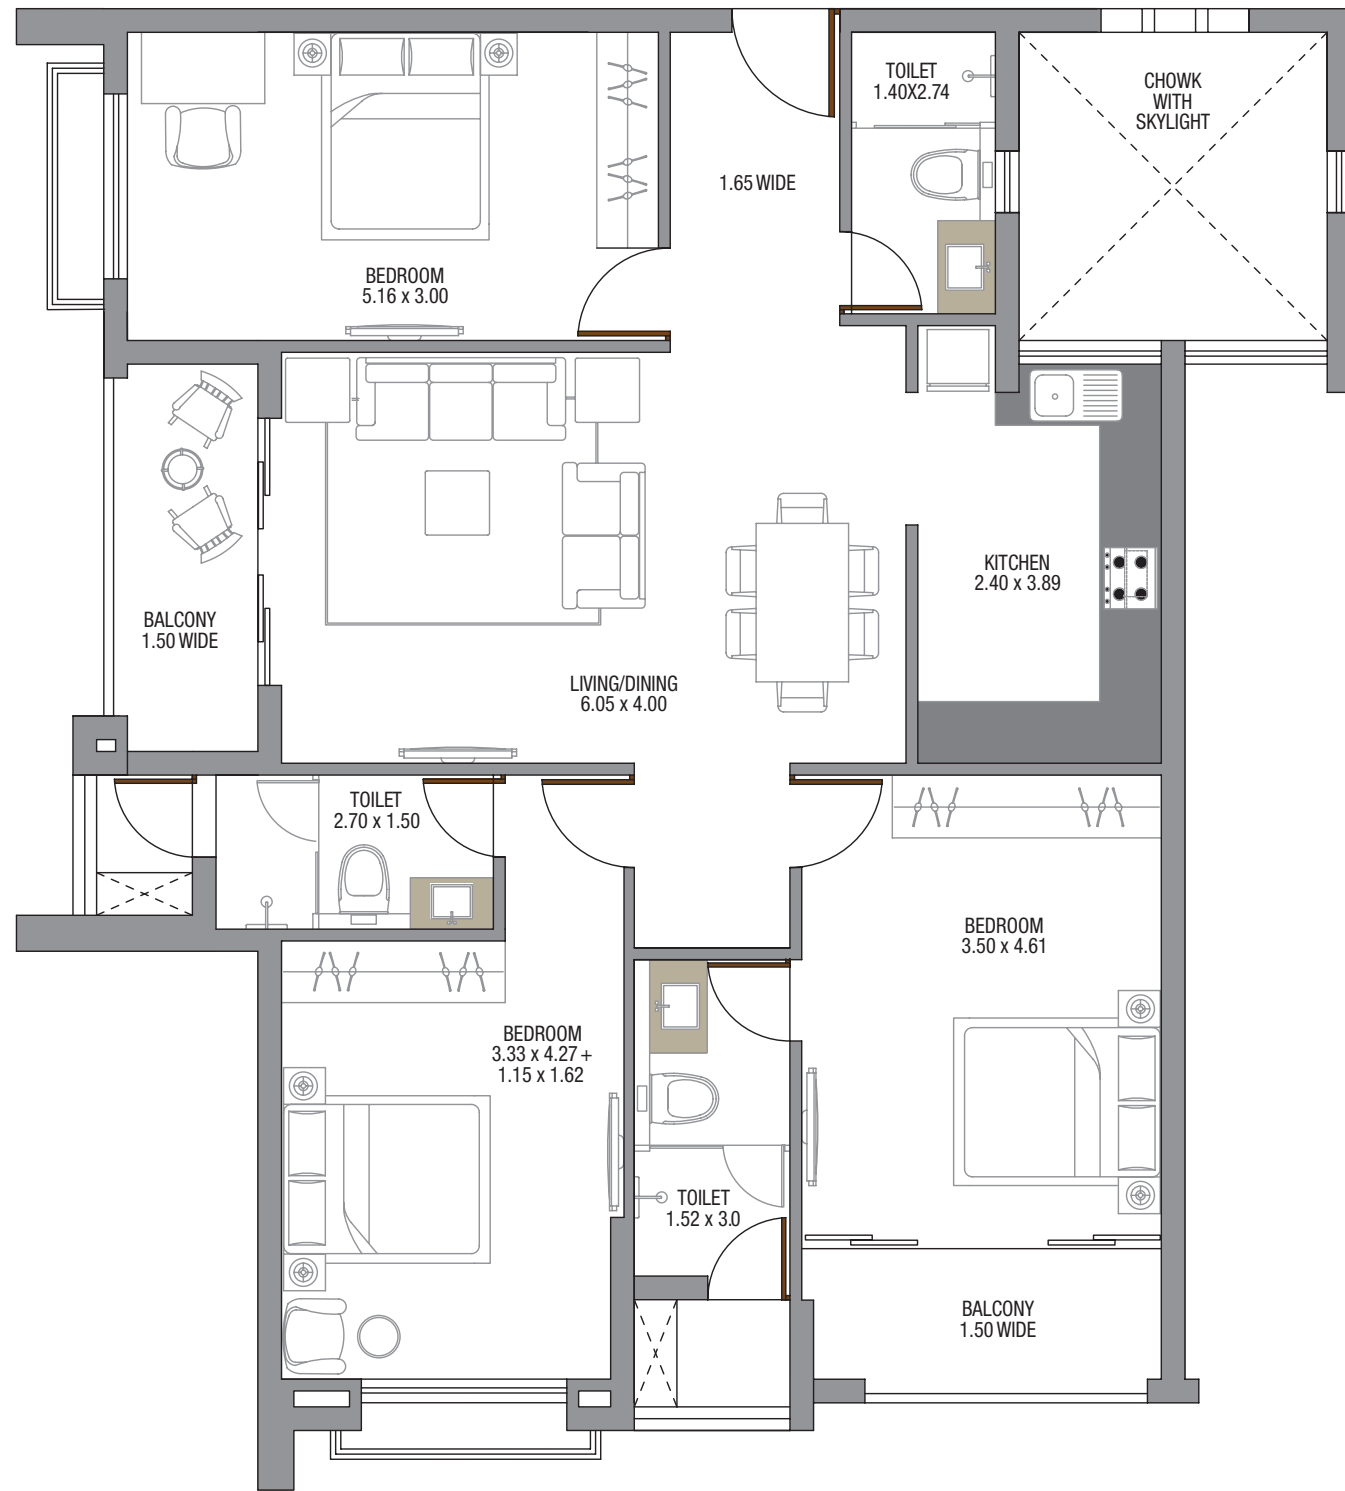 TOILET
1.40X2.74
CHOWK
WITH
SKYLIGHT
1.65 WIDE
BEDROOM
5.16 x 3.00
KITCHEN
2.40 x 3.89
BALCONY
1.50 WIDE
LIVING/DINING
6.05 x 4.00
TOILET
2.70 x 1.50
BEDROOM
3.50 x 4.61
BEDROOM
3.33 x 4.27 +
1.15 x 1.62
TOILET
1.52 x 3.0
BALCONY
1.50 WIDE